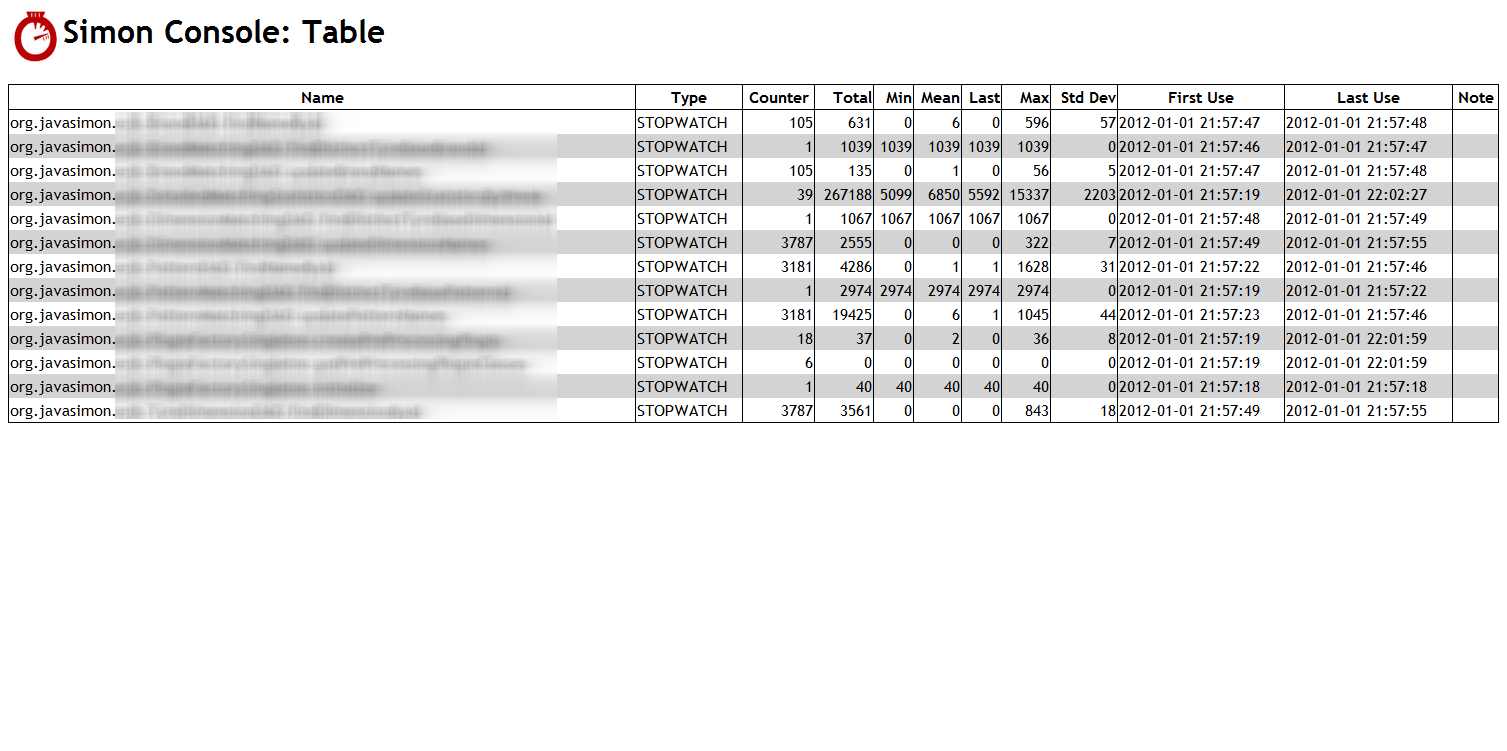 Simon Console: Table
Name Type Counter Total Min Mean Last Max Std Dev First Use Last Use Note
org.javasimon. STOPWATCH 105 631 0 6 0 596 57 2012-01-01 21:57:47 2012-01-01 21:57:48
org.javasimon. STOPWATCH 1 1039 1039 1039 1039 1039 0 2012-01-01 21:57:46 2012-01-01 21:57:47
org.javasimon. STOPWATCH 105 135 0 1 0 56 5 2012-01-01 21:57:47 2012-01-01 21:57:48
org.javasimon. STOPWATCH 39 267188 5099 6850 5592 15337 2203 2012-01-01 21:57:19 2012-01-01 22:02:27
org.javasimon. STOPWATCH 1 1067 1067 1067 1067 1067 0 2012-01-01 21:57:48 2012-01-01 21:57:49
org.javasimon. STOPWATCH 3787 2555 0 0 0 322 7 2012-01-01 21:57:49 2012-01-01 21:57:55
org.javasimon. STOPWATCH 3181 4286 0 1 1 1628 31 2012-01-01 21:57:22 2012-01-01 21:57:46
org.javasimon. STOPWATCH 1 2974 2974 2974 2974 2974 0 2012-01-01 21:57:19 2012-01-01 21:57:22
org.javasimon. STOPWATCH 3181 19425 0 6 1 1045 44 2012-01-01 21:57:23 2012-01-01 21:57:46
org.javasimon. STOPWATCH 18 37 0 2 0 36 8 2012-01-01 21:57:19 2012-01-01 22:01:59
org.javasimon. STOPWATCH 6 0 0 0 0 0 0 2012-01-01 21:57:19 2012-01-01 22:01:59
org.javasimon. STOPWATCH 1 40 40 40 40 40 0 2012-01-01 21:57:18 2012-01-01 21:57:18
org.javasimon. STOPWATCH 3787 3561 0 0 0 843 18 2012-01-01 21:57:49 2012-01-01 21:57:55